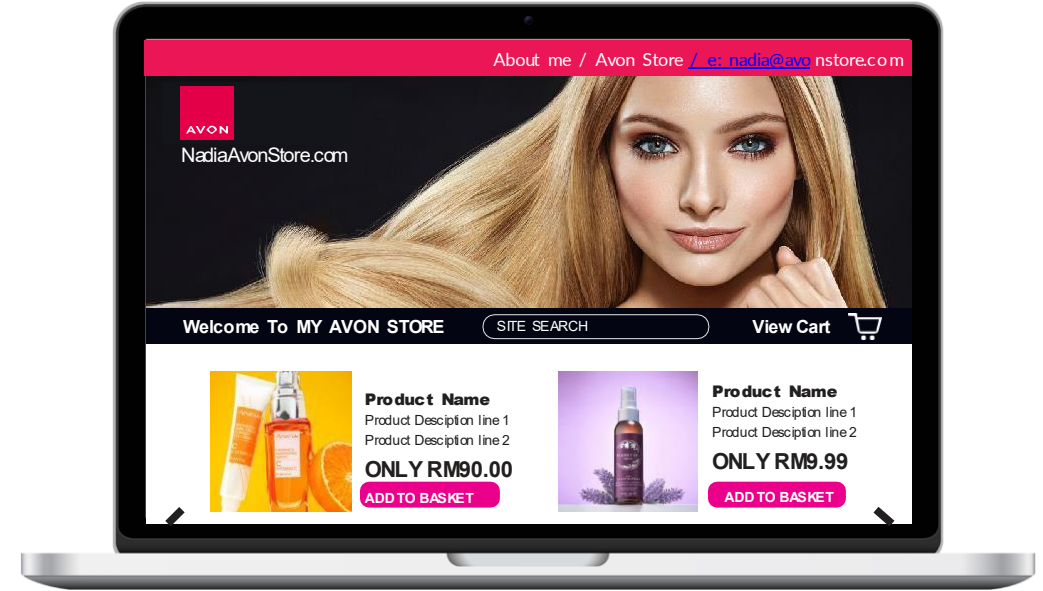 About me / Avon Store / e: nadia@avonstore.com
AVON
NadiaAvonStore.com
Welcome To MY AVON STORE
SITE SEARCH
View Cart
Product Name
Product Desciption line 1
Product Desciption line 2
ONLY RM90.00
ADD TO BASKET
Product Name
Product Desciption line 1
Product Desciption line 2
ONLY RM9.99
ADD TO BASKET